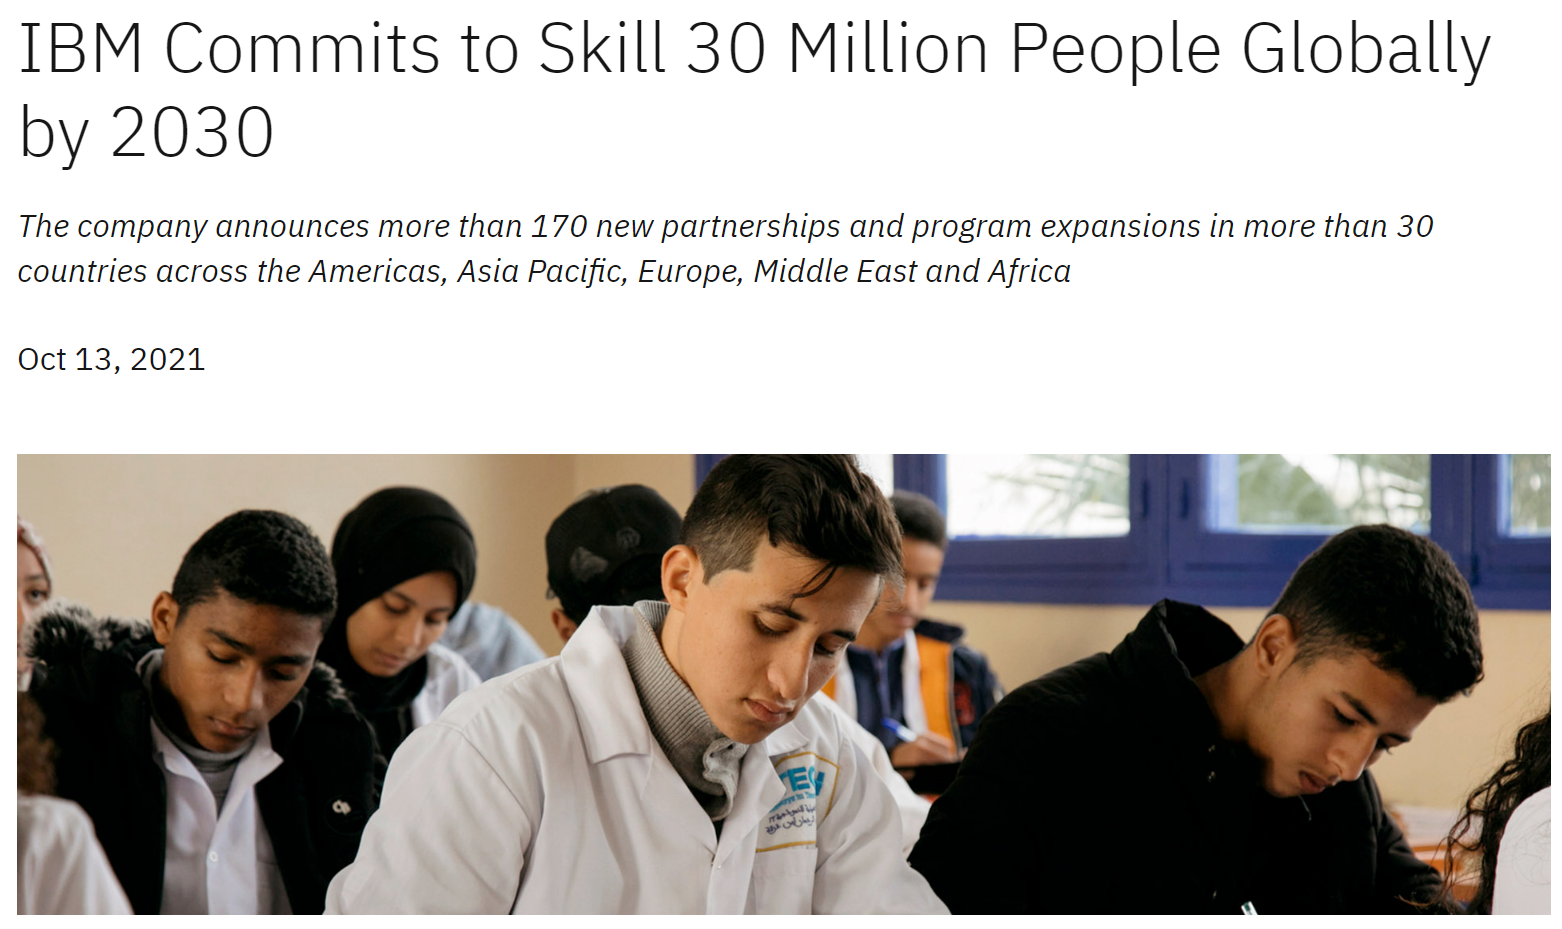 IBM Commits to Skill 30 Million People Globally
by 2030
The company announces more than 170 new partnerships and program expansions in more than 30
countries across the Americas, Asia Pacific, Europe, Middle East and Africa
Oct 13, 2021